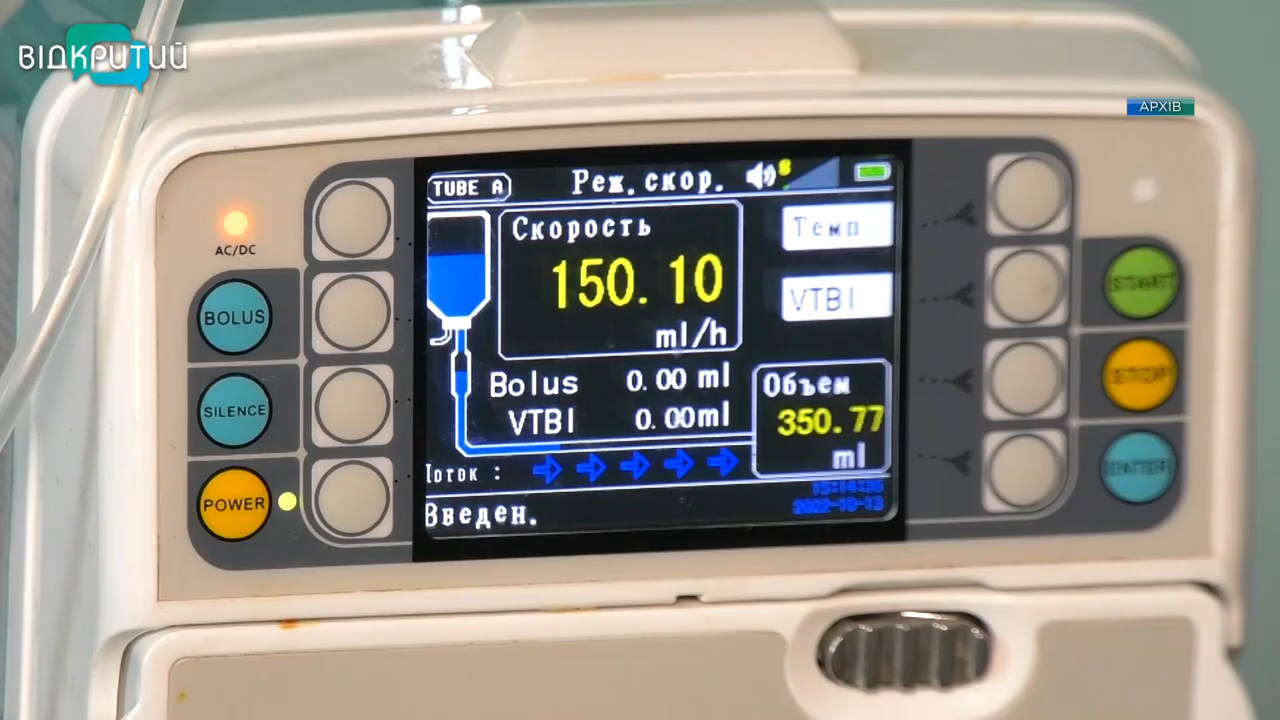 ВІДКРИТИЙ
АРХІВ
TUBE A
Реж.скор.
AC/DC
BOLUS
SILENCE
POWER
Скорость
150.10
ml/h
Темп
VTBI
Bolus 0.00 ml
VTBI 0.00ml
Объем
350.77
ml
Поток :
Введен.
2022-10-13
START
STOP
ENTER